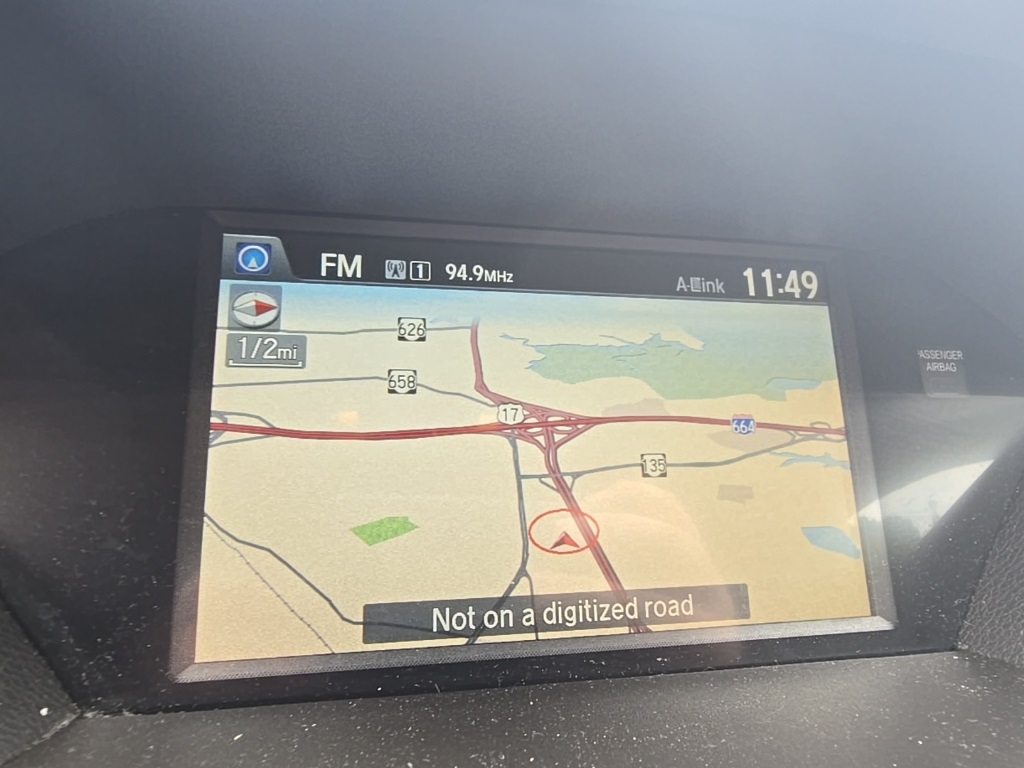 FM 1 94.9MHz A-Link 11:49
1/2mi
626
658
17
664
135
Not on a digitized road
PASSENGER
AIRBAG